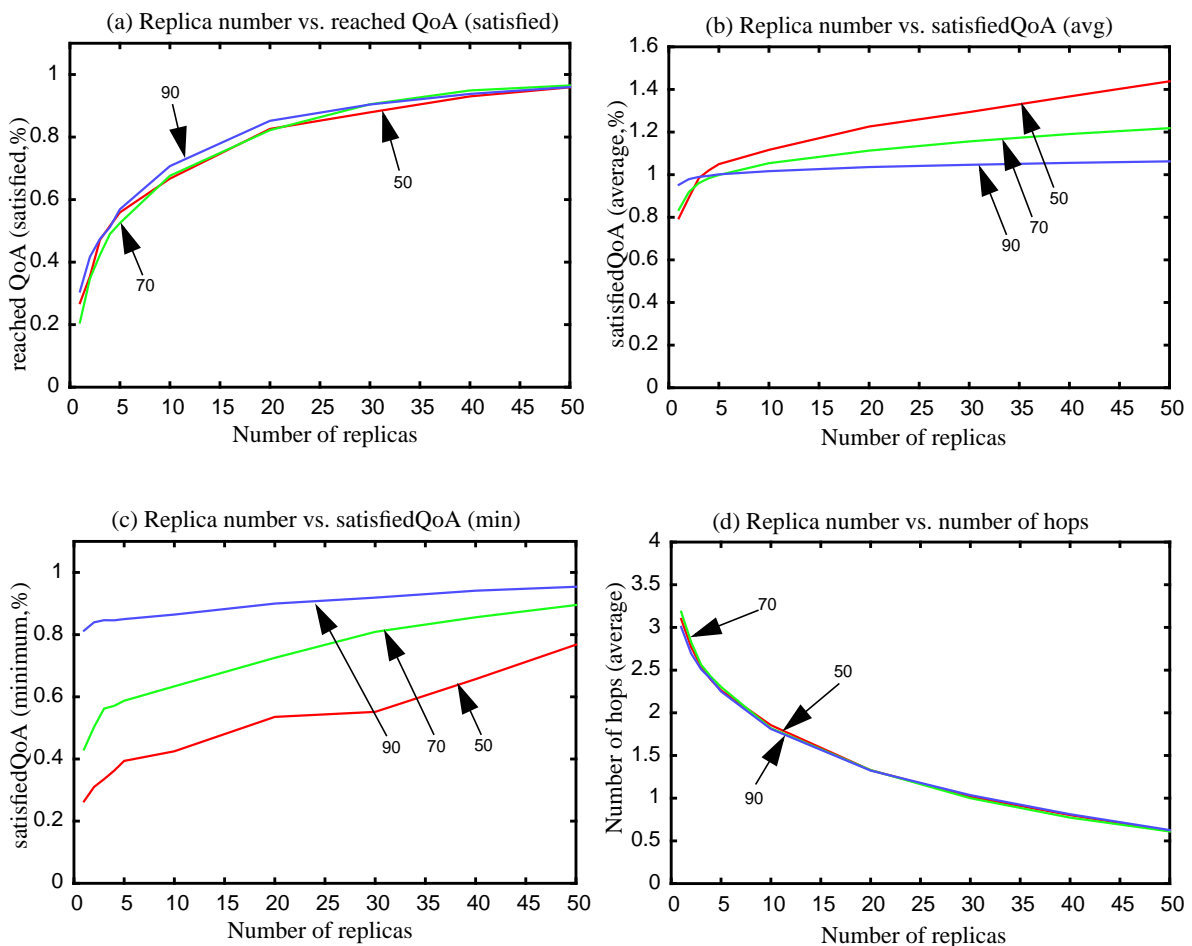 (a) Replica number vs. reached QoA (satisfied)
reached QoA (satisfied,%)
1
0.8
0.6
0.4
0.2
0
90
50
70
0 5 10 15 20 25 30 35 40 45 50
Number of replicas
(b) Replica number vs. satisfiedQoA (avg)
satisfiedQoA (average,%)
1.6
1.4
1.2
1.0
0.8
0.6
0.4
0.2
0
50
70
90
0 5 10 15 20 25 30 35 40 45 50
Number of replicas
(c) Replica number vs. satisfiedQoA (min)
satisfiedQoA (minimum,%)
1
0.8
0.6
0.4
0.2
0
90
70
50
0 5 10 15 20 25 30 35 40 45 50
Number of replicas
(d) Replica number vs. number of hops
Number of hops (average)
4
3.5
3
2.5
2
1.5
1
0.5
0
70
50
90
0 5 10 15 20 25 30 35 40 45 50
Number of replicas